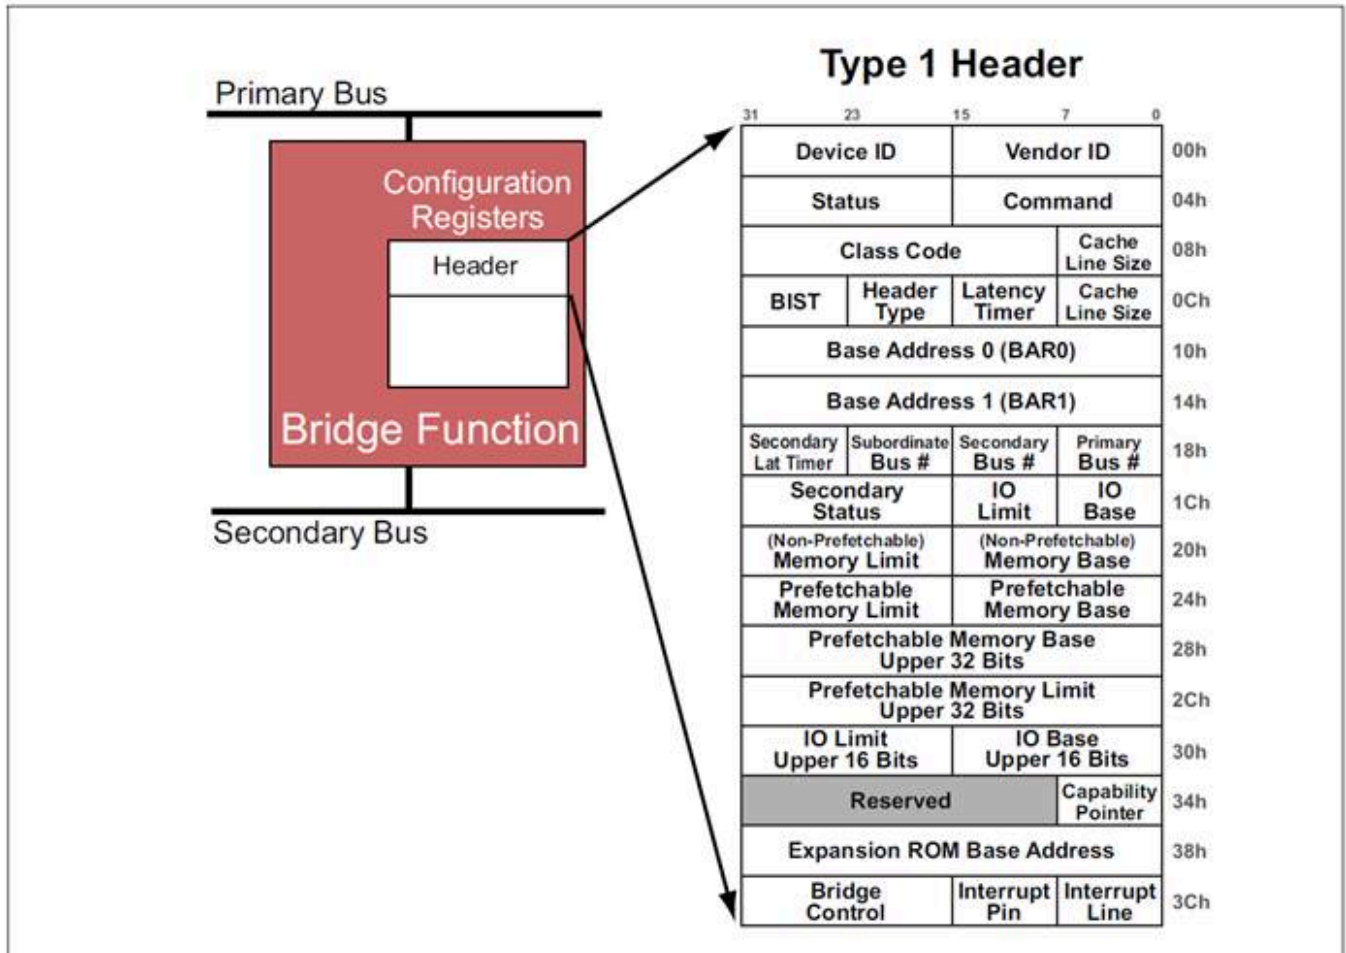 Type 1 Header
Primary Bus
Configuration
Registers
Header
Bridge Function
Secondary Bus
31 23 15 7 0
Device ID Vendor ID 00h
Status Command 04h
Class Code Cache Line Size 08h
BIST Header Type Latency Timer Cache Line Size 0Ch
Base Address 0 (BAR0) 10h
Base Address 1 (BAR1) 14h
Secondary Lat Timer Subordinate Bus # Secondary Bus # Primary Bus # 18h
Secondary Status IO Limit IO Base 1Ch
(Non-Prefetchable) Memory Limit (Non-Prefetchable) Memory Base 20h
Prefetchable Memory Limit Prefetchable Memory Base 24h
Prefetchable Memory Base Upper 32 Bits 28h
Prefetchable Memory Limit Upper 32 Bits 2Ch
IO Limit Upper 16 Bits IO Base Upper 16 Bits 30h
Reserved Capability Pointer 34h
Expansion ROM Base Address 38h
Bridge Control Interrupt Pin Interrupt Line 3Ch